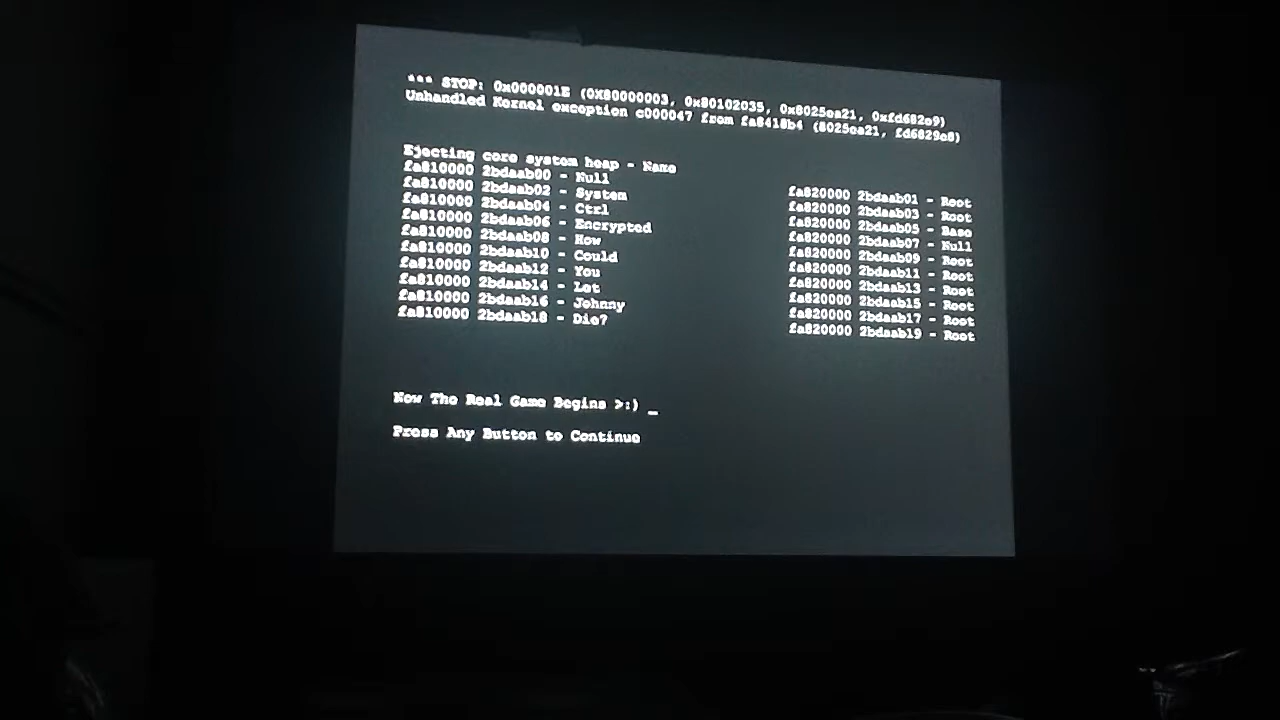 *** STOP: 0x000001E (0X80000003, 0x80102035, 0x8025ea21, 0xfd682e9)
Unhandled Kernel exception c000047 from fa8418b4 (8025ea21, fd6829e8)
Ejecting core system heap - Name
fa810000 2bdaab00 - Null
fa810000 2bdaab02 - System
fa810000 2bdaab04 - Ctrl
fa810000 2bdaab06 - Encrypted
fa810000 2bdaab08 - How
fa810000 2bdaab10 - Could
fa810000 2bdaab12 - You
fa810000 2bdaab14 - Let
fa810000 2bdaab16 - Johnny
fa810000 2bdaab18 - Die?
fa820000 2bdaab01 - Root
fa820000 2bdaab03 - Root
fa820000 2bdaab05 - Base
fa820000 2bdaab07 - Null
fa820000 2bdaab09 - Root
fa820000 2bdaab11 - Root
fa820000 2bdaab13 - Root
fa820000 2bdaab15 - Root
fa820000 2bdaab17 - Root
fa820000 2bdaab19 - Root
Now The Real Game Begins >:) _
Press Any Button to Continue